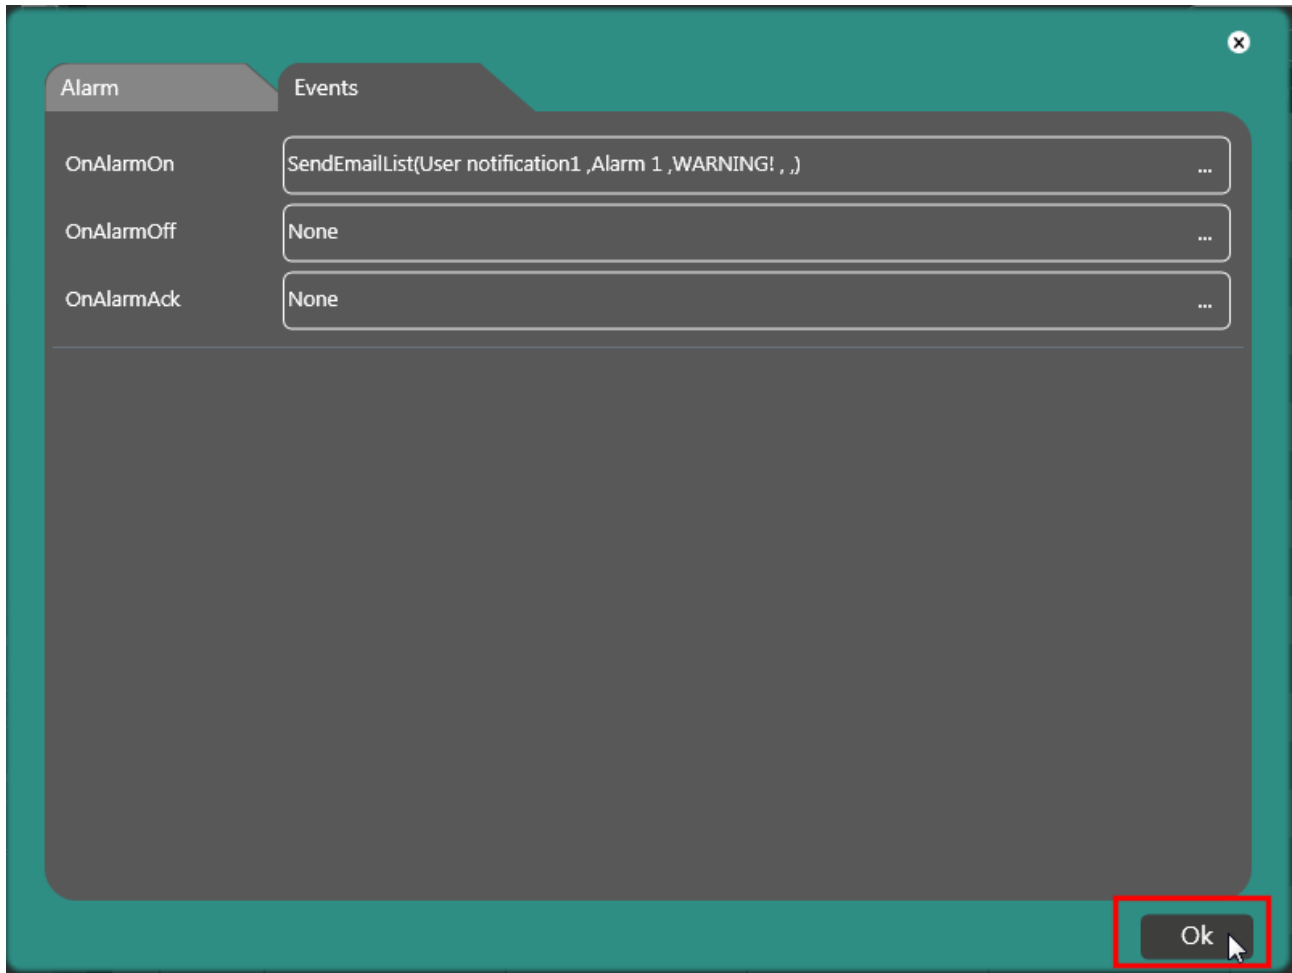 Alarm
Events
OnAlarmOn
SendEmailList(User notification1 ,Alarm 1 ,WARNING! , ,)
...
OnAlarmOff
None
...
OnAlarmAck
None
...
Ok